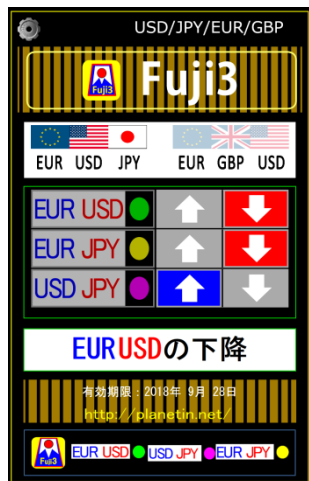 USD/JPY/EUR/GBP
Fuji3 Fuji3
EUR USD JPY EUR GBP USD
EUR USD
EUR JPY
USD JPY
EURUSDの下降
有効期限：2018年 9月 28日
http://planetin.net/
Fuji3 EUR USD USD JPY EUR JPY